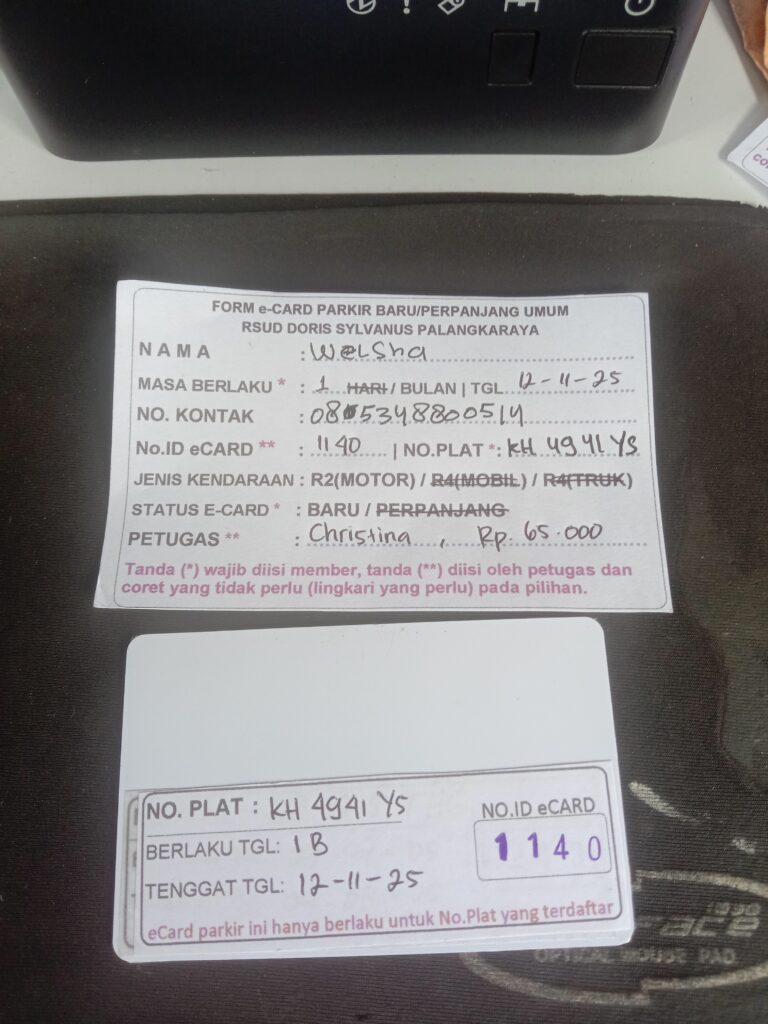 FORM e-CARD PARKIR BARU/PERPANJANG UMUM
RSUD DORIS SYLVANUS PALANGKARAYA
NAMA : Welsha
MASA BERLAKU * : 1 HARI / BULAN | TGL 12-11-25
NO. KONTAK : 085348800514
No.ID eCARD ** : 1140 | NO.PLAT *: KH 4941 YS
JENIS KENDARAAN : R2(MOTOR) / R4(MOBIL) / R4(TRUK)
STATUS E-CARD * : BARU / PERPANJANG
PETUGAS ** : Christina , Rp. 65.000
Tanda (*) wajib diisi member, tanda (**) diisi oleh petugas dan
coret yang tidak perlu (lingkari yang perlu) pada pilihan.
NO. PLAT : KH 4941 YS
NO.ID eCARD
1140
BERLAKU TGL: 1 B
TENGGAT TGL: 12-11-25
eCard parkir ini hanya berlaku untuk No.Plat yang terdaftar
1990
OPTICAL MOUSE PAD